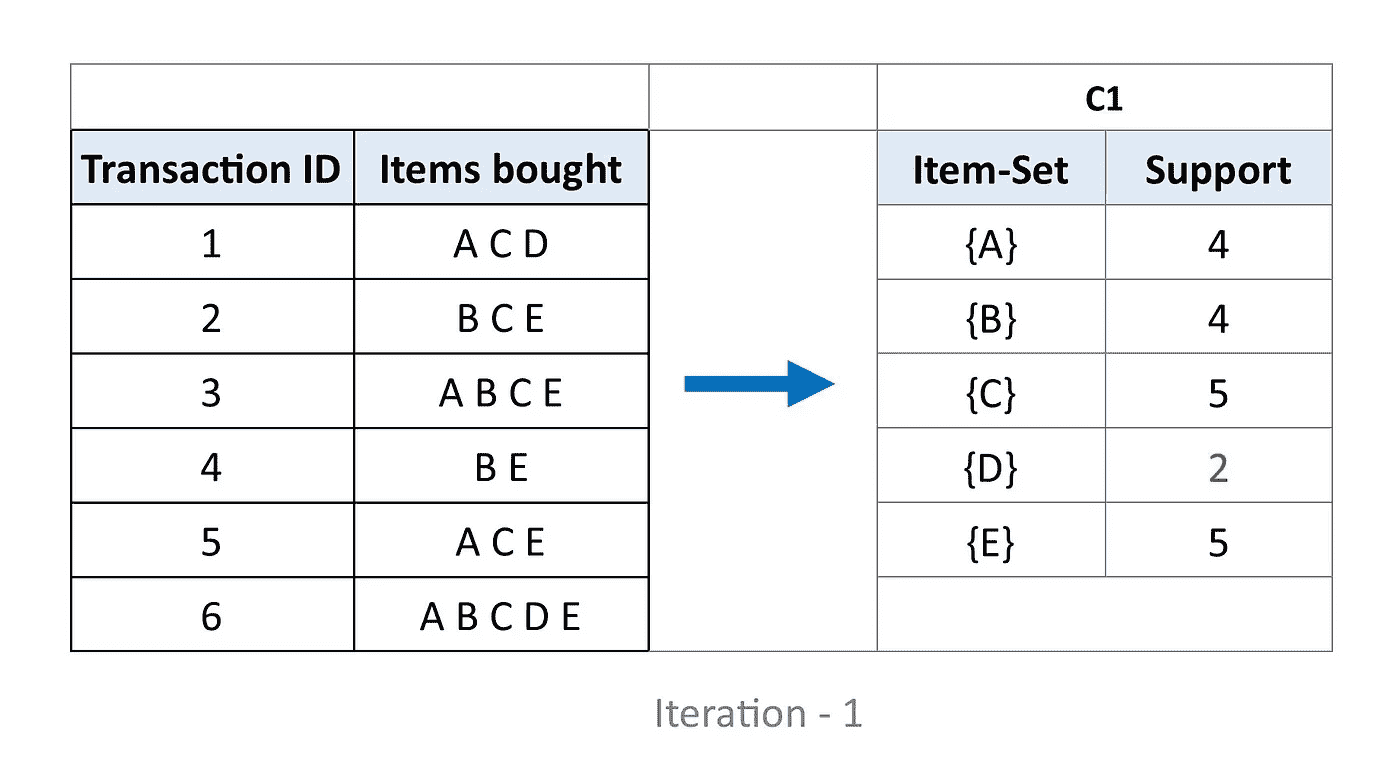 C1
Transaction ID Items bought Item-Set Support
1 A C D {A} 4
2 B C E {B} 4
3 A B C E {C} 5
4 B E {D} 2
5 A C E {E} 5
6 A B C D E
Iteration - 1